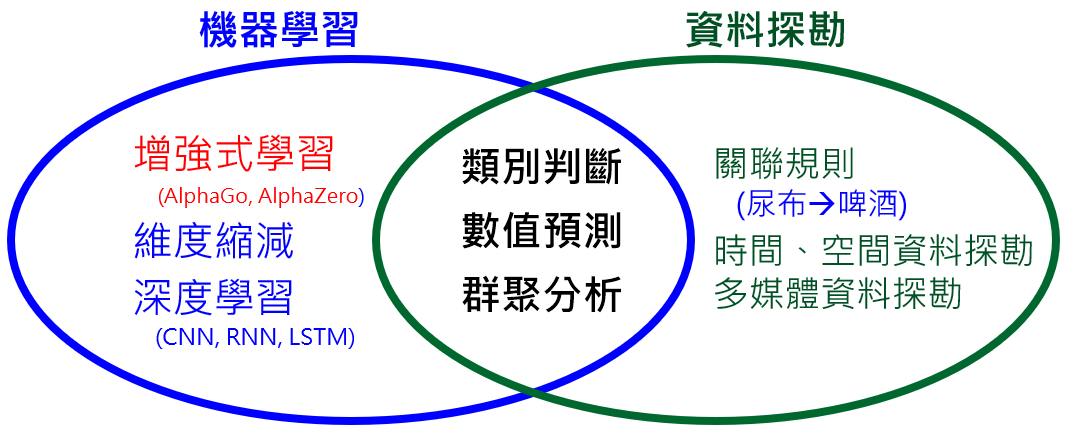 機器學習
資料探勘
增強式學習
(AlphaGo, AlphaZero)
維度縮減
深度學習
(CNN, RNN, LSTM)
類別判斷
數值預測
群聚分析
關聯規則
(尿布→啤酒)
時間、空間資料探勘
多媒體資料探勘